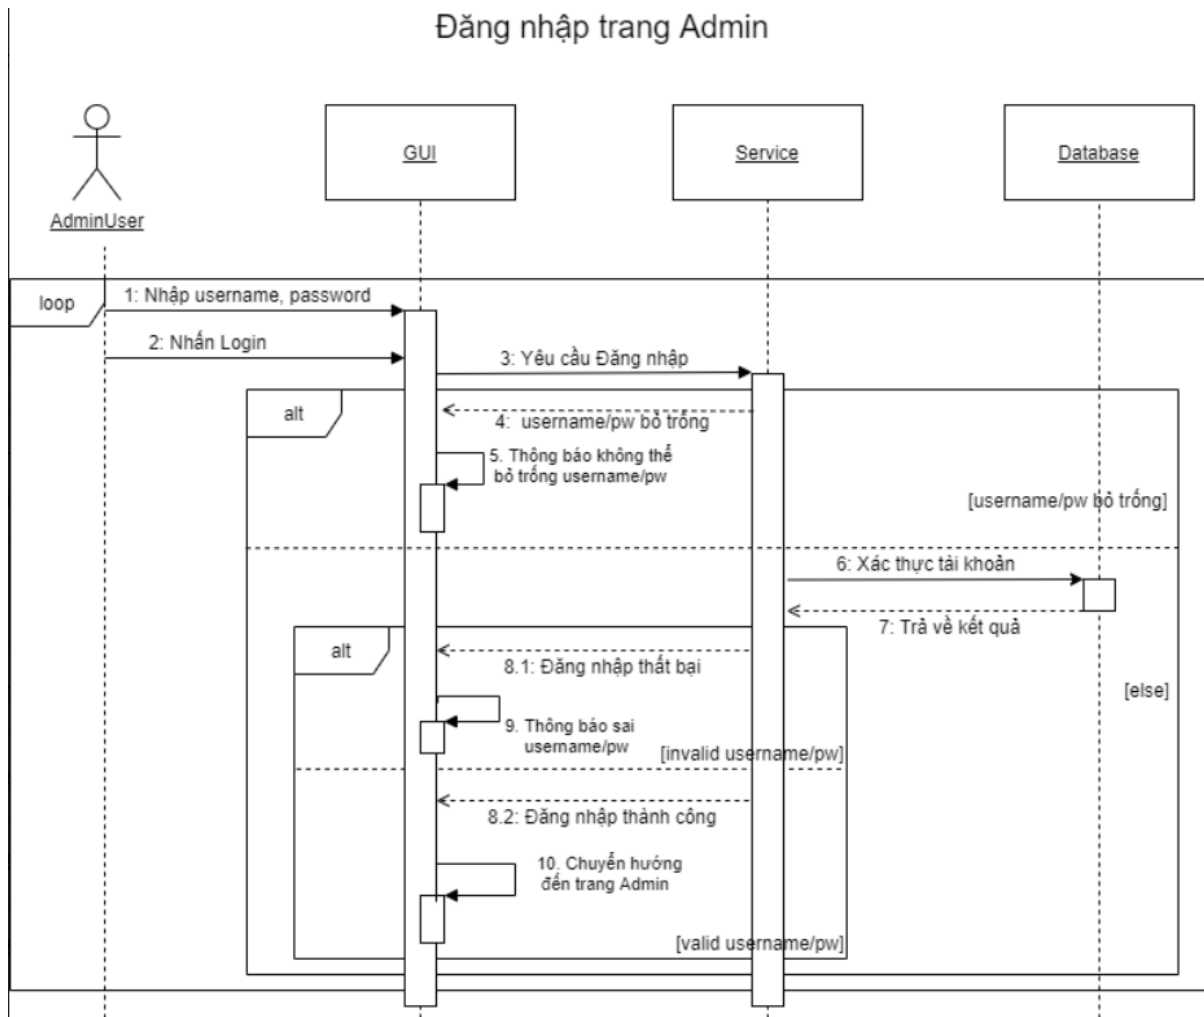 Đăng nhập trang Admin
AdminUser
GUI
Service
Database
loop
1: Nhập username, password
2: Nhấn Login
3: Yêu cầu Đăng nhập
alt
4: username/pw bỏ trống
5. Thông báo không thể
bỏ trống username/pw
[username/pw bỏ trống]
6: Xác thực tài khoản
7: Trả về kết quả
[else]
alt
8.1: Đăng nhập thất bại
9. Thông báo sai
username/pw
[invalid username/pw]
8.2: Đăng nhập thành công
10. Chuyển hướng
đến trang Admin
[valid username/pw]